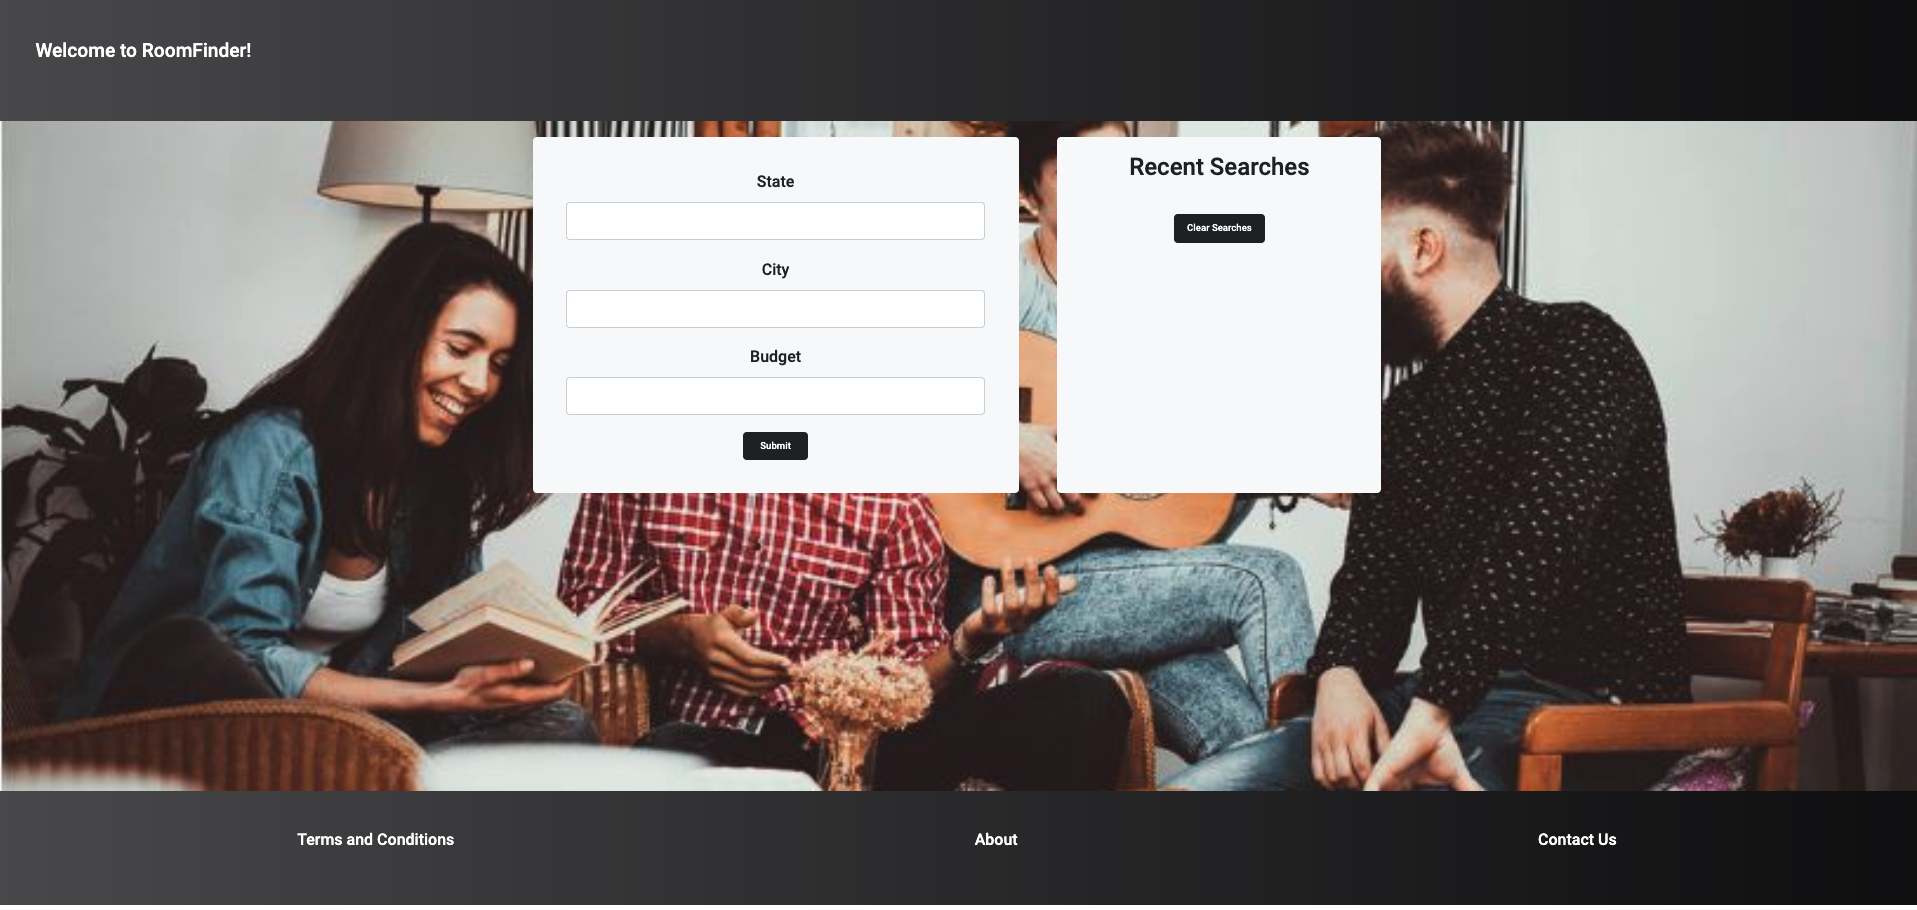 Welcome to RoomFinder!
State
City
Budget
Submit
Recent Searches
Clear Searches
Terms and Conditions
About
Contact Us